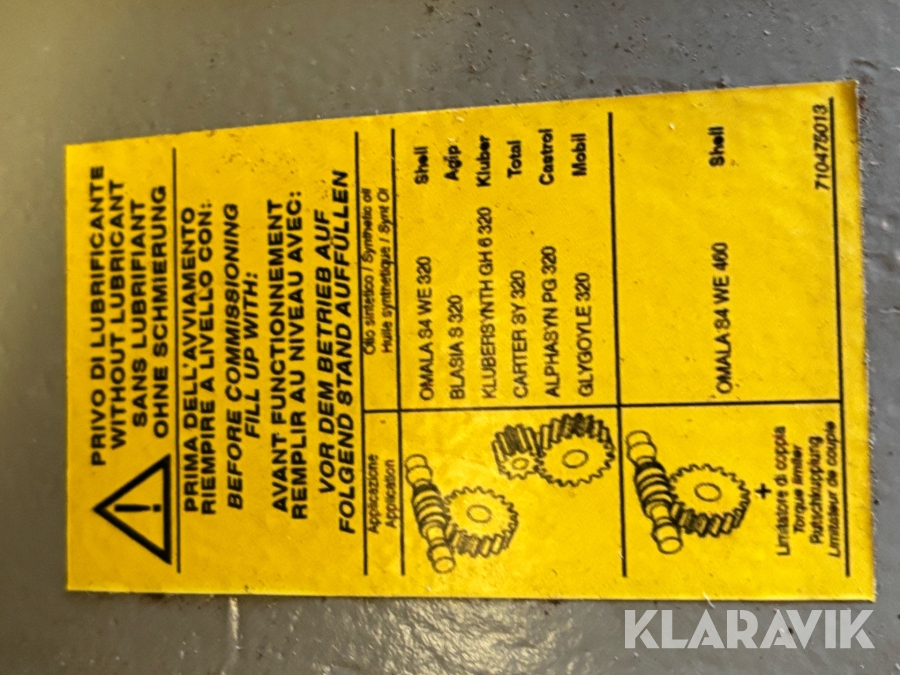 PRIVO DI LUBRIFICANTE
WITHOUT LUBRICANT
SANS LUBRIFIANT
OHNE SCHMIERUNG
PRIMA DELL'AVVIAMENTO
RIEMPIRE A LIVELLO CON:
BEFORE COMMISSIONING
FILL UP WITH:
AVANT FUNCTIONNEMENT
REMPLIR AU NIVEAU AVEC:
VOR DEM BETRIEB AUF
FOLGEND STAND AUFFÜLLEN
Applicazione
Application
Olio sintetico / Synthetic oil
Huile synthetique / Synt Öl
OMALA S4 WE 320 Shell
BLASIA S 320 Agip
KLUBERSYNTH GH 6 320 Kluber
CARTER SY 320 Total
ALPHASYN PG 320 Castrol
GLYGOYLE 320 Mobil
OMALA S4 WE 460 Shell
+
Limitatore di coppia
Torque limiter
Rutschkupplung
Limitateur de couple
710475013
KLARAVIK